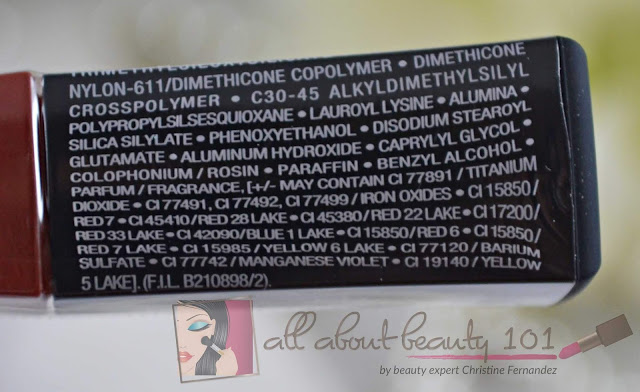 NYLON-611/DIMETHICONE COPOLYMER • DIMETHICONE
CROSSPOLYMER • C30-45 ALKYLDIMETHYLSILYL
POLYPROPYLSILSESQUIOXANE • LAUROYL LYSINE • ALUMINA •
SILICA SILYLATE • PHENOXYETHANOL • DISODIUM STEAROYL
GLUTAMATE • ALUMINUM HYDROXIDE • CAPRYLYL GLYCOL •
COLOPHONIUM / ROSIN • PARAFFIN • BENZYL ALCOHOL •
PARFUM / FRAGRANCE, [+/- MAY CONTAIN CI 77891 / TITANIUM
DIOXIDE • CI 77491, CI 77492, CI 77499 / IRON OXIDES • CI 15850 /
RED 7 • CI 45410 / RED 28 LAKE • CI 45380 / RED 22 LAKE • CI 17200/
RED 33 LAKE • CI 42090/BLUE 1 LAKE • CI 15850/RED 6 • CI 15850/
RED 7 LAKE • CI 15985 / YELLOW 6 LAKE • CI 77120 / BARIUM
SULFATE • CI 77742 / MANGANESE VIOLET • CI 19140 / YELLOW
5 LAKE]. (F.I.L. B210898/2).
all about beauty 101
by beauty expert Christine Fernandez